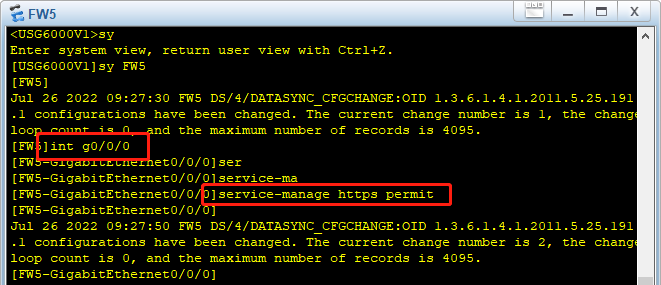 FW5
<USG6000V1>sy
Enter system view, return user view with Ctrl+Z.
[USG6000V1]sy FW5
[FW5]
Jul 26 2022 09:27:30 FW5 DS/4/DATASYNC_CFGCHANGE:OID 1.3.6.1.4.1.2011.5.25.191
.1 configurations have been changed. The current change number is 1, the change
loop count is 0, and the maximum number of records is 4095.
[FW5]int g0/0/0
[FW5-GigabitEthernet0/0/0]ser
[FW5-GigabitEthernet0/0/0]service-ma
[FW5-GigabitEthernet0/0/0]service-manage https permit
[FW5-GigabitEthernet0/0/0]
Jul 26 2022 09:27:50 FW5 DS/4/DATASYNC_CFGCHANGE:OID 1.3.6.1.4.1.2011.5.25.191
.1 configurations have been changed. The current change number is 2, the change
loop count is 0, and the maximum number of records is 4095.
[FW5-GigabitEthernet0/0/0]